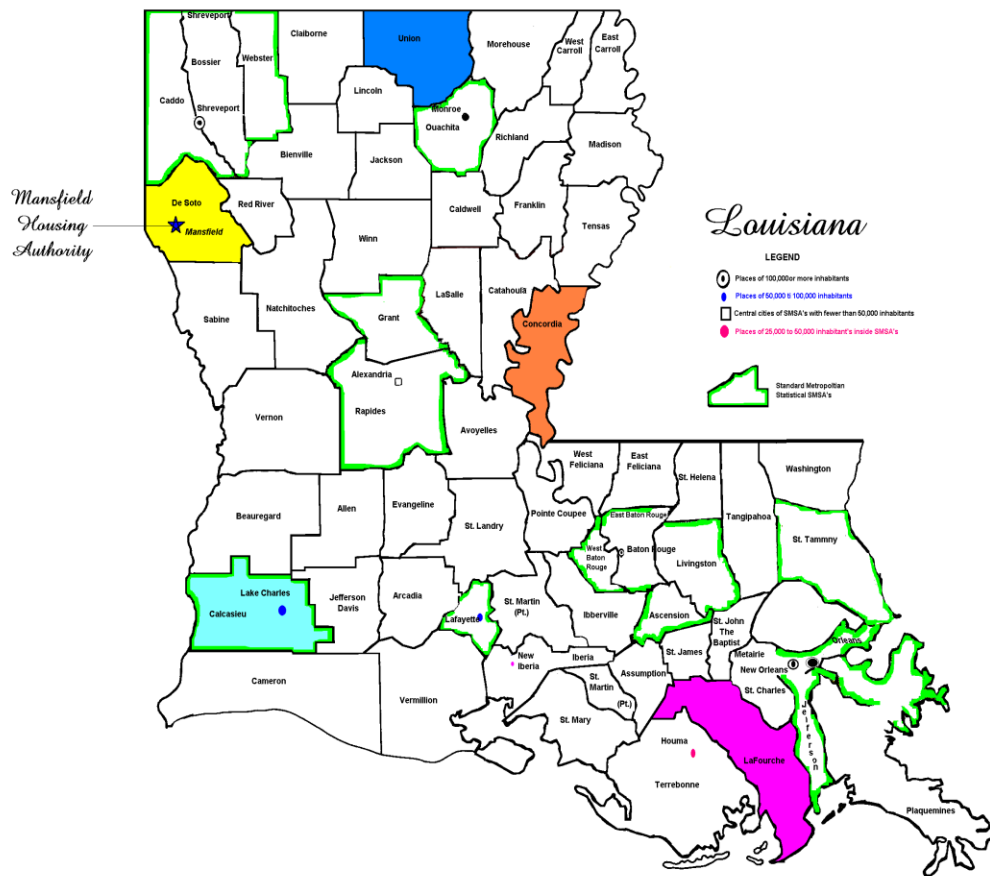 Shreveport
Claiborne
Union
Morehouse
West
Carroll
East
Carroll
Webster
Bossier
Caddo
Shreveport
Lincoln
Monroe
Ouachita
Richland
Madison
Bienville
Jackson
Mansfield
Housing
Authority
De Soto
Mansfield
Red River
Caldwell
Franklin
Tensas
Winn
Louisiana
LEGEND
Places of 100,000or more inhabitants
Places of 50,000 ti 100,000 inhabitants
Central cities of SMSA's with fewer than 50,000 inhabitants
Places of 25,000 to 50,000 inhabitant's inside SMSA's
Standard Metropoltian
Statistical SMSA's
Sabine
Natchitoches
Grant
LaSalle
Catahoula
Concordia
Alexandria
Rapides
Vernon
Avoyelles
West
Feliciana
East
Feliciana
St. Helena
Washington
Beauregard
Allen
Evangeline
St. Landry
Pointe Coupee
East Baton Rouge
Tangipahoa
St. Tammny
West
Baton
Rouge
Baton Rouge
Livingston
Lake Charles
Calcasieu
Jefferson
Davis
Arcadia
Lafayette
St. Martin
(Pt.)
Ibberville
Ascension
St. John
The
Baptist
Orleans
Cameron
Vermillion
New
Iberia
Iberia
St. Martin
(Pt.)
St. Mary
Assumption
St. James
Metairie
New Orleans
St. Charles
Jefferson
Houma
Terrebonne
LaFourche
Plaquemines